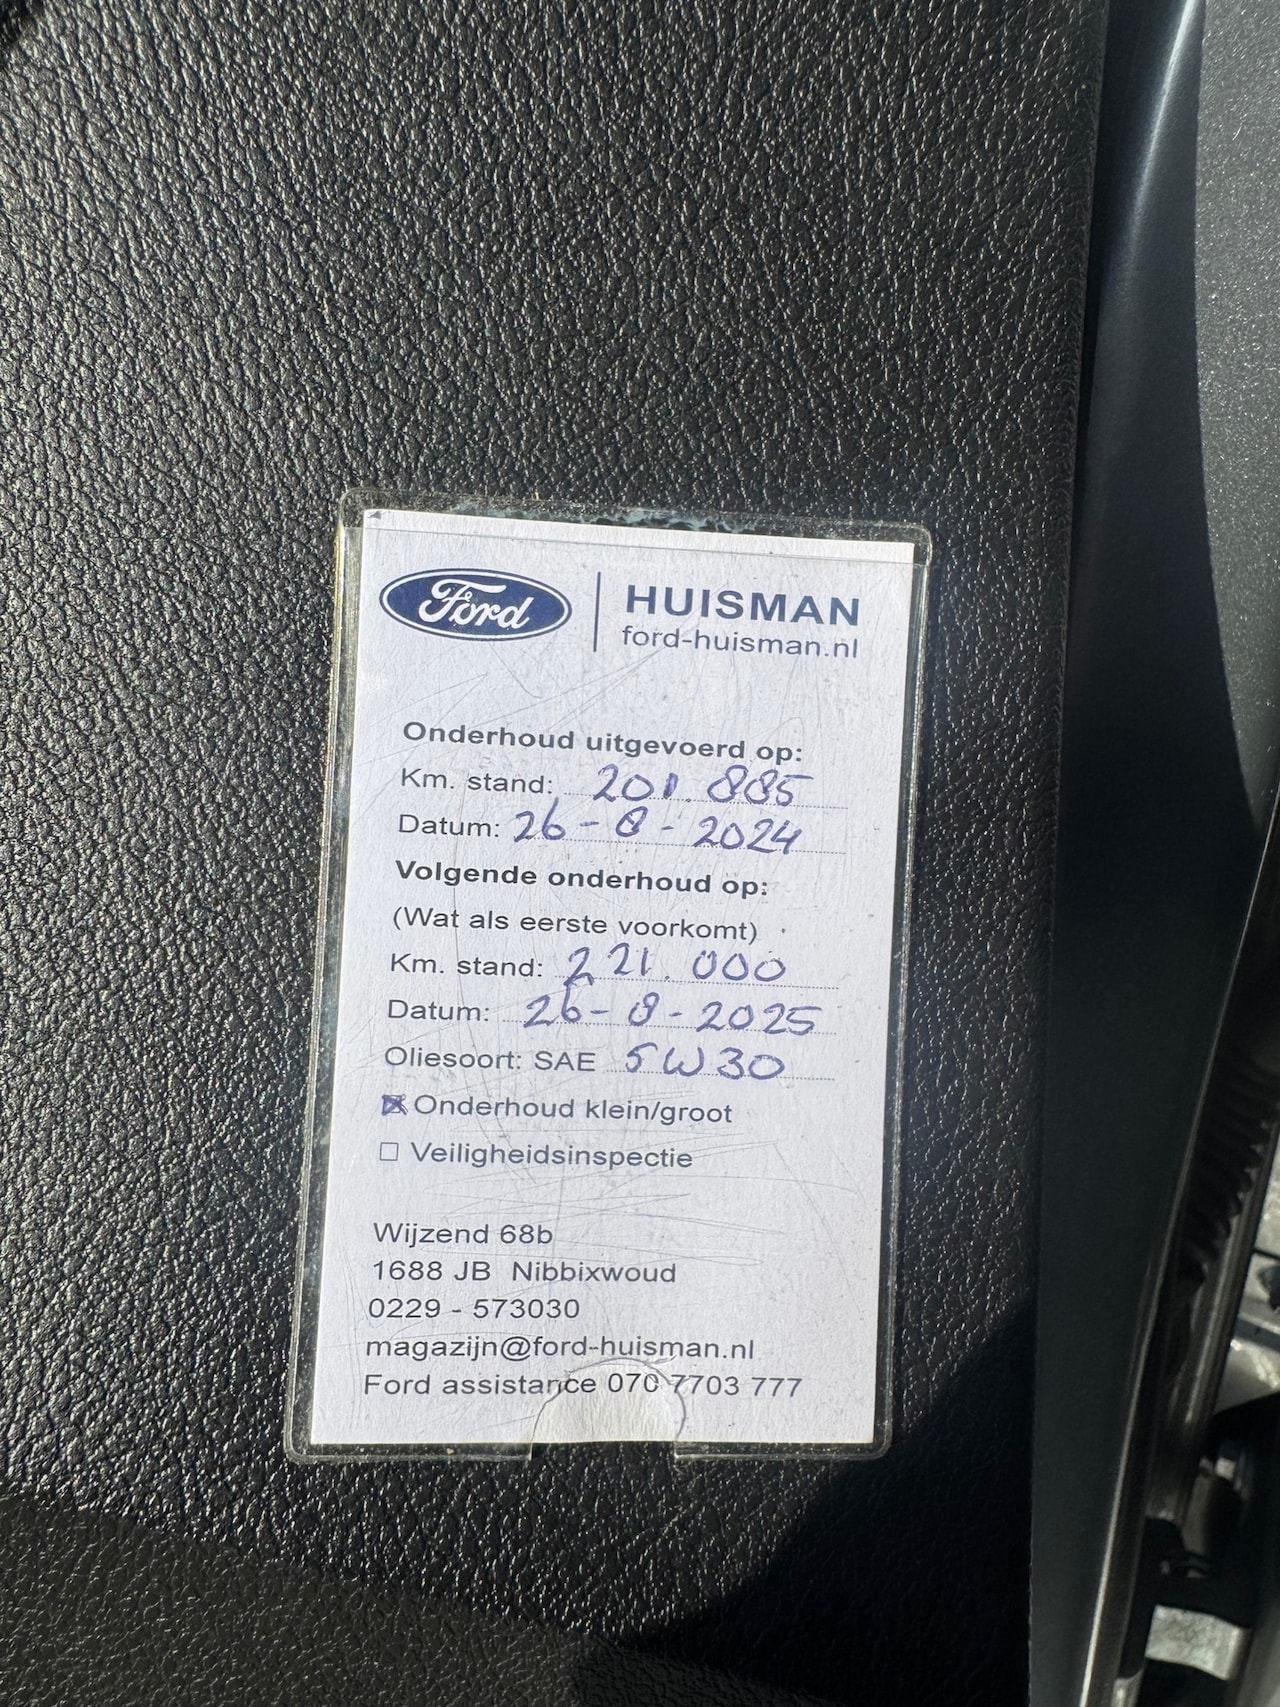 Ford HUISMAN
ford-huisman.nl
Onderhoud uitgevoerd op:
Km. stand: 201.885
Datum: 26-8-2024
Volgende onderhoud op:
(Wat als eerste voorkomt)
Km. stand: 221.000
Datum: 26-8-2025
Oliesoort: SAE 5W30
☒ Onderhoud klein/groot
☐ Veiligheidsinspectie
Wijzend 68b
1688 JB Nibbixwoud
0229 - 573030
magazijn@ford-huisman.nl
Ford assistance 070 7703 777